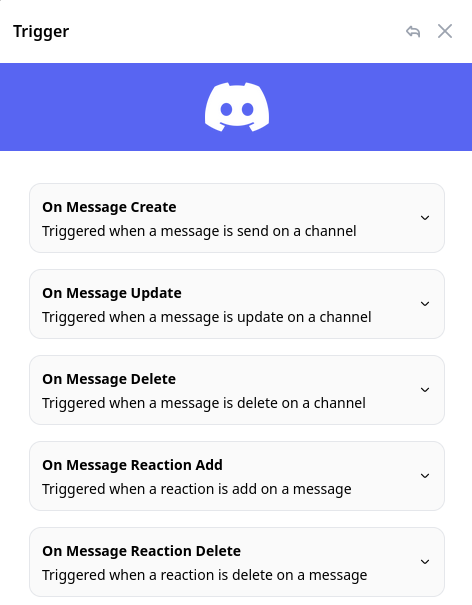 Trigger
On Message Create
Triggered when a message is send on a channel
On Message Update
Triggered when a message is update on a channel
On Message Delete
Triggered when a message is delete on a channel
On Message Reaction Add
Triggered when a reaction is add on a message
On Message Reaction Delete
Triggered when a reaction is delete on a message